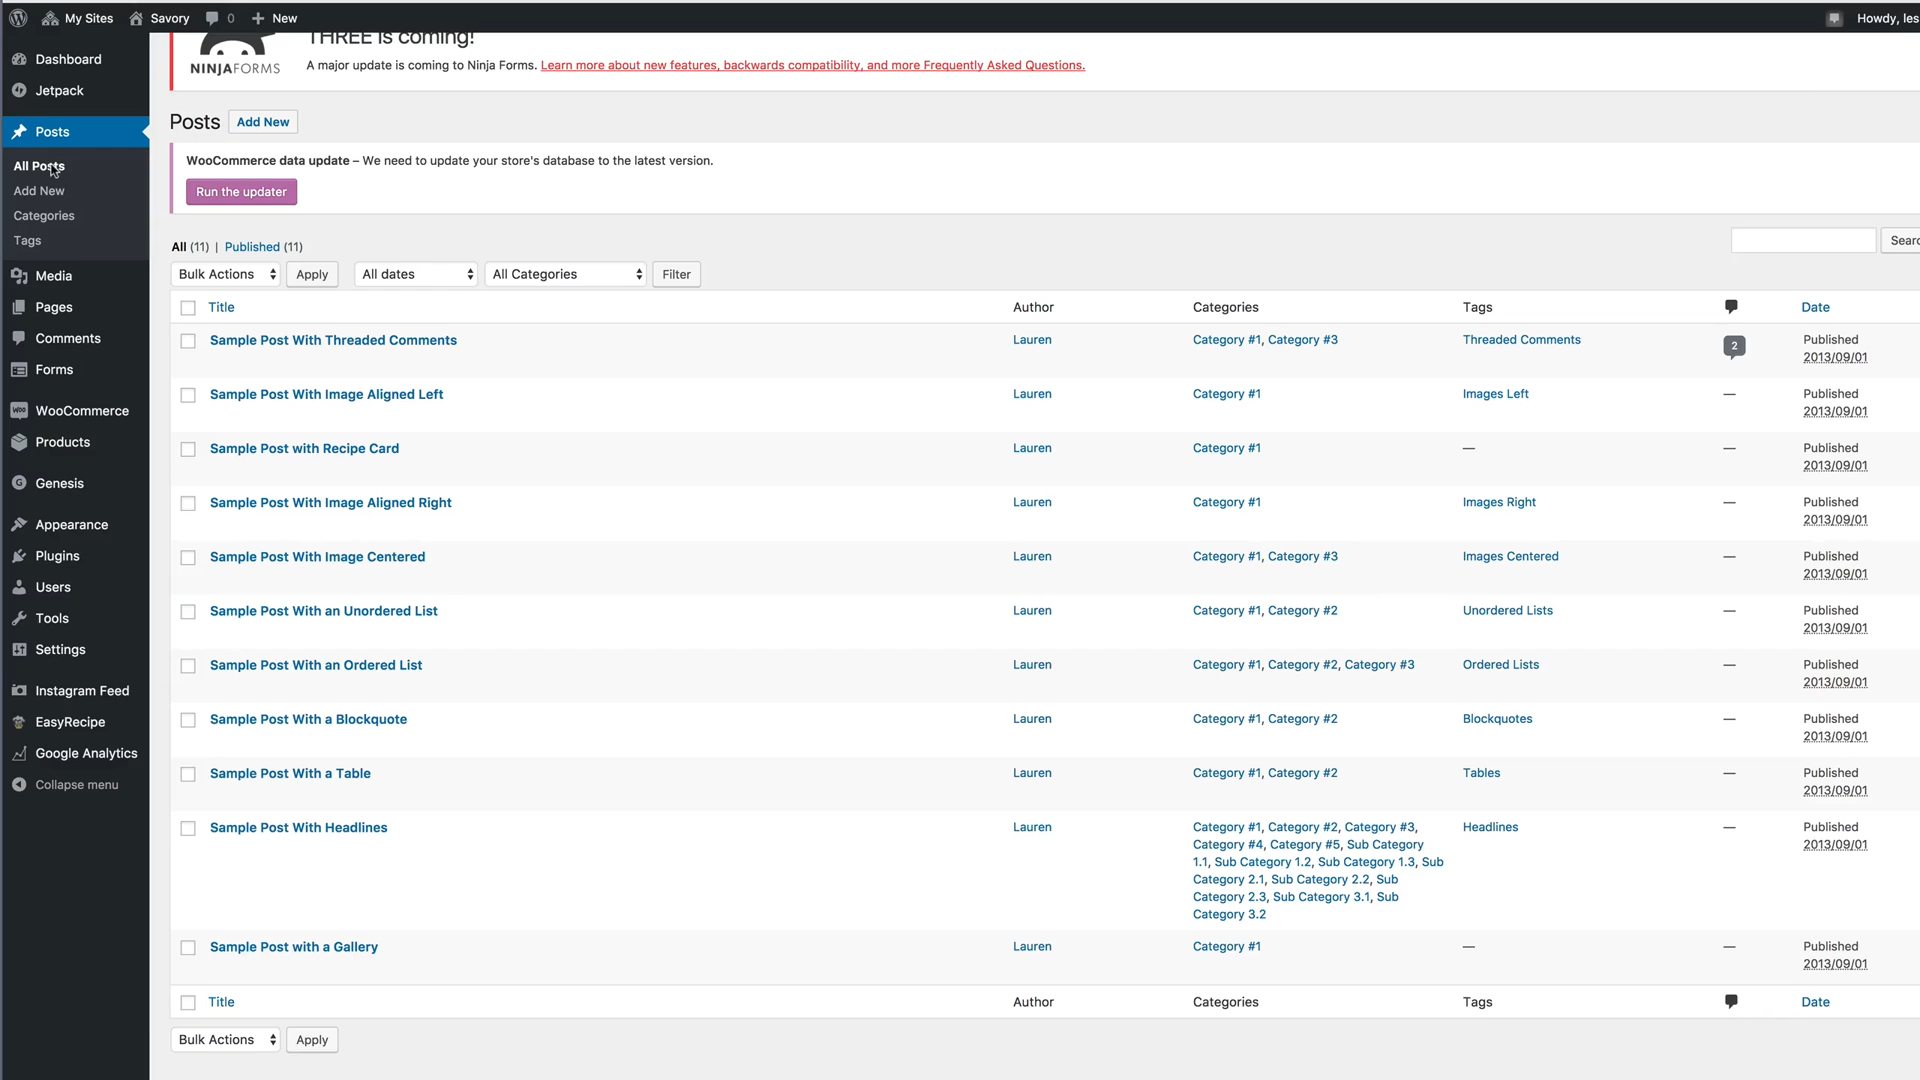 My Sites Savory 0 New Howdy, les
THREE is coming!
NINJAFORMS
A major update is coming to Ninja Forms. Learn more about new features, backwards compatibility, and more Frequently Asked Questions.
Dashboard
Jetpack
Posts
All Posts
Add New
Categories
Tags
Media
Pages
Comments
Forms
WooCommerce
Products
Genesis
Appearance
Plugins
Users
Tools
Settings
Instagram Feed
EasyRecipe
Google Analytics
Collapse menu
Posts Add New
WooCommerce data update – We need to update your store's database to the latest version.
Run the updater
All (11) | Published (11)
Searc
Bulk Actions Apply All dates All Categories Filter
Title Author Categories Tags Date
Sample Post With Threaded Comments Lauren Category #1, Category #3 Threaded Comments 2 Published
2013/09/01
Sample Post With Image Aligned Left Lauren Category #1 Images Left — Published
2013/09/01
Sample Post with Recipe Card Lauren Category #1 — — Published
2013/09/01
Sample Post With Image Aligned Right Lauren Category #1 Images Right — Published
2013/09/01
Sample Post With Image Centered Lauren Category #1, Category #3 Images Centered — Published
2013/09/01
Sample Post With an Unordered List Lauren Category #1, Category #2 Unordered Lists — Published
2013/09/01
Sample Post With an Ordered List Lauren Category #1, Category #2, Category #3 Ordered Lists — Published
2013/09/01
Sample Post With a Blockquote Lauren Category #1, Category #2 Blockquotes — Published
2013/09/01
Sample Post With a Table Lauren Category #1, Category #2 Tables — Published
2013/09/01
Sample Post With Headlines Lauren Category #1, Category #2, Category #3, Headlines — Published
Category #4, Category #5, Sub Category 2013/09/01
1.1, Sub Category 1.2, Sub Category 1.3, Sub
Category 2.1, Sub Category 2.2, Sub
Category 2.3, Sub Category 3.1, Sub
Category 3.2
Sample Post with a Gallery Lauren Category #1 — — Published
2013/09/01
Title Author Categories Tags Date
Bulk Actions Apply